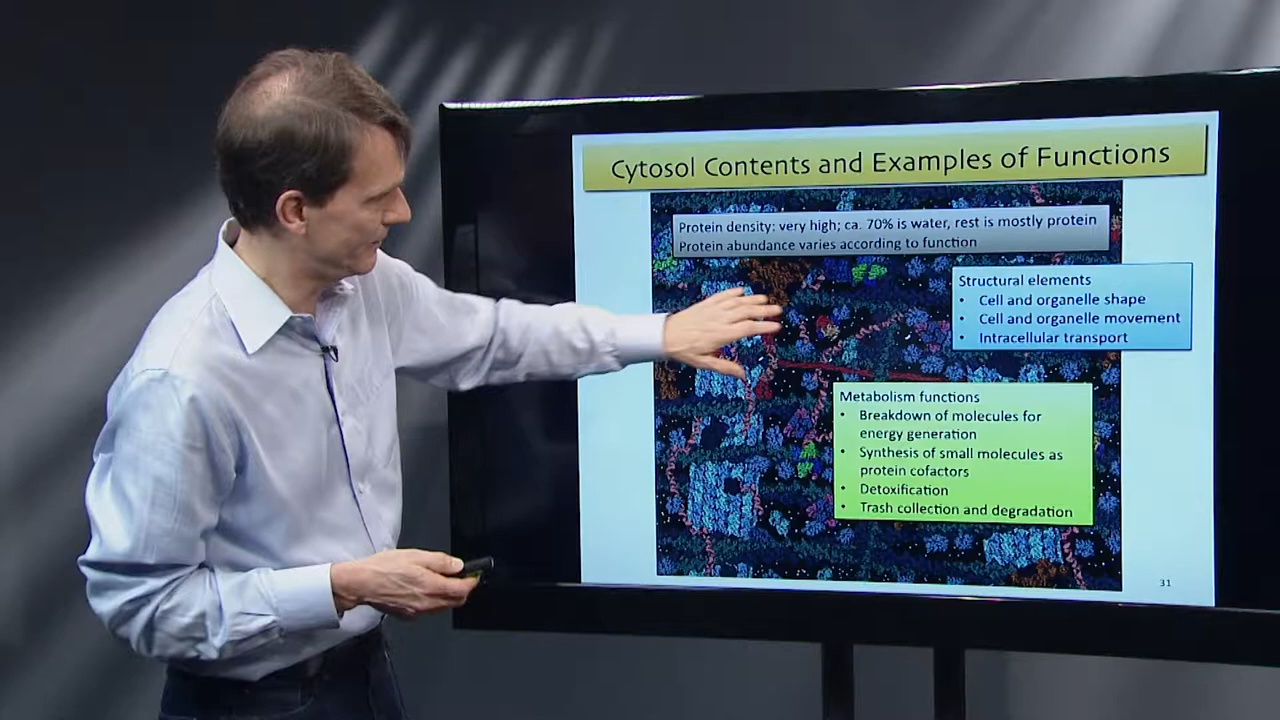 Cytosol Contents and Examples of Functions
Protein density: very high; ca. 70% is water, rest is mostly protein
Protein abundance varies according to function
Structural elements
• Cell and organelle shape
• Cell and organelle movement
• Intracellular transport
Metabolism functions
• Breakdown of molecules for
energy generation
• Synthesis of small molecules as
protein cofactors
• Detoxification
• Trash collection and degradation
31